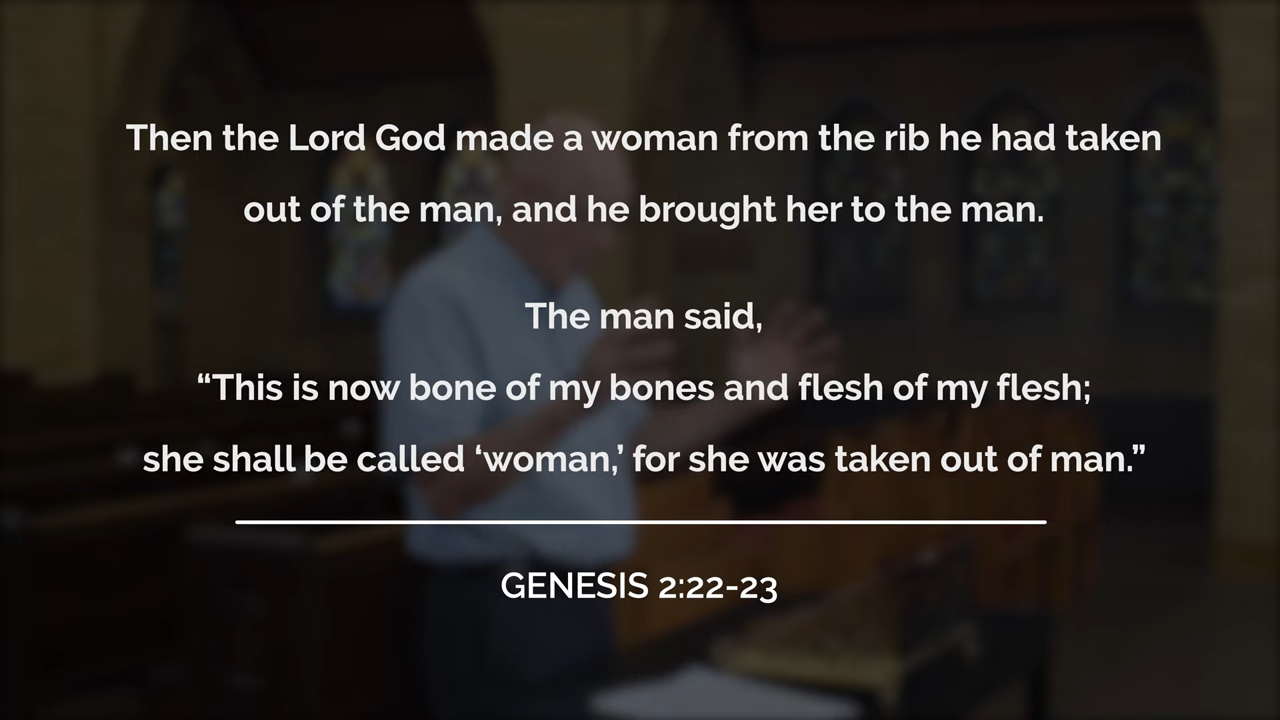 Then the Lord God made a woman from the rib he had taken
out of the man, and he brought her to the man.
The man said,
“This is now bone of my bones and flesh of my flesh;
she shall be called ‘woman,’ for she was taken out of man.”
GENESIS 2:22-23